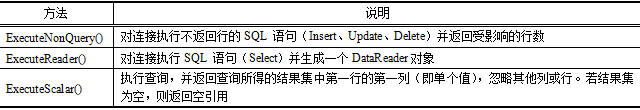 方法 说明
ExecuteNonQuery() 对连接执行不返回行的SQL 语句（Insert、Update、Delete）并返回受影响的行数
ExecuteReader() 对连接执行 SQL 语句（Select）并生成一个 DataReader 对象
ExecuteScalar() 执行查询，并返回查询所得的结果集中第一行的第一列（即单个值），忽略其他列或行。若结果集
为空，则返回空引用